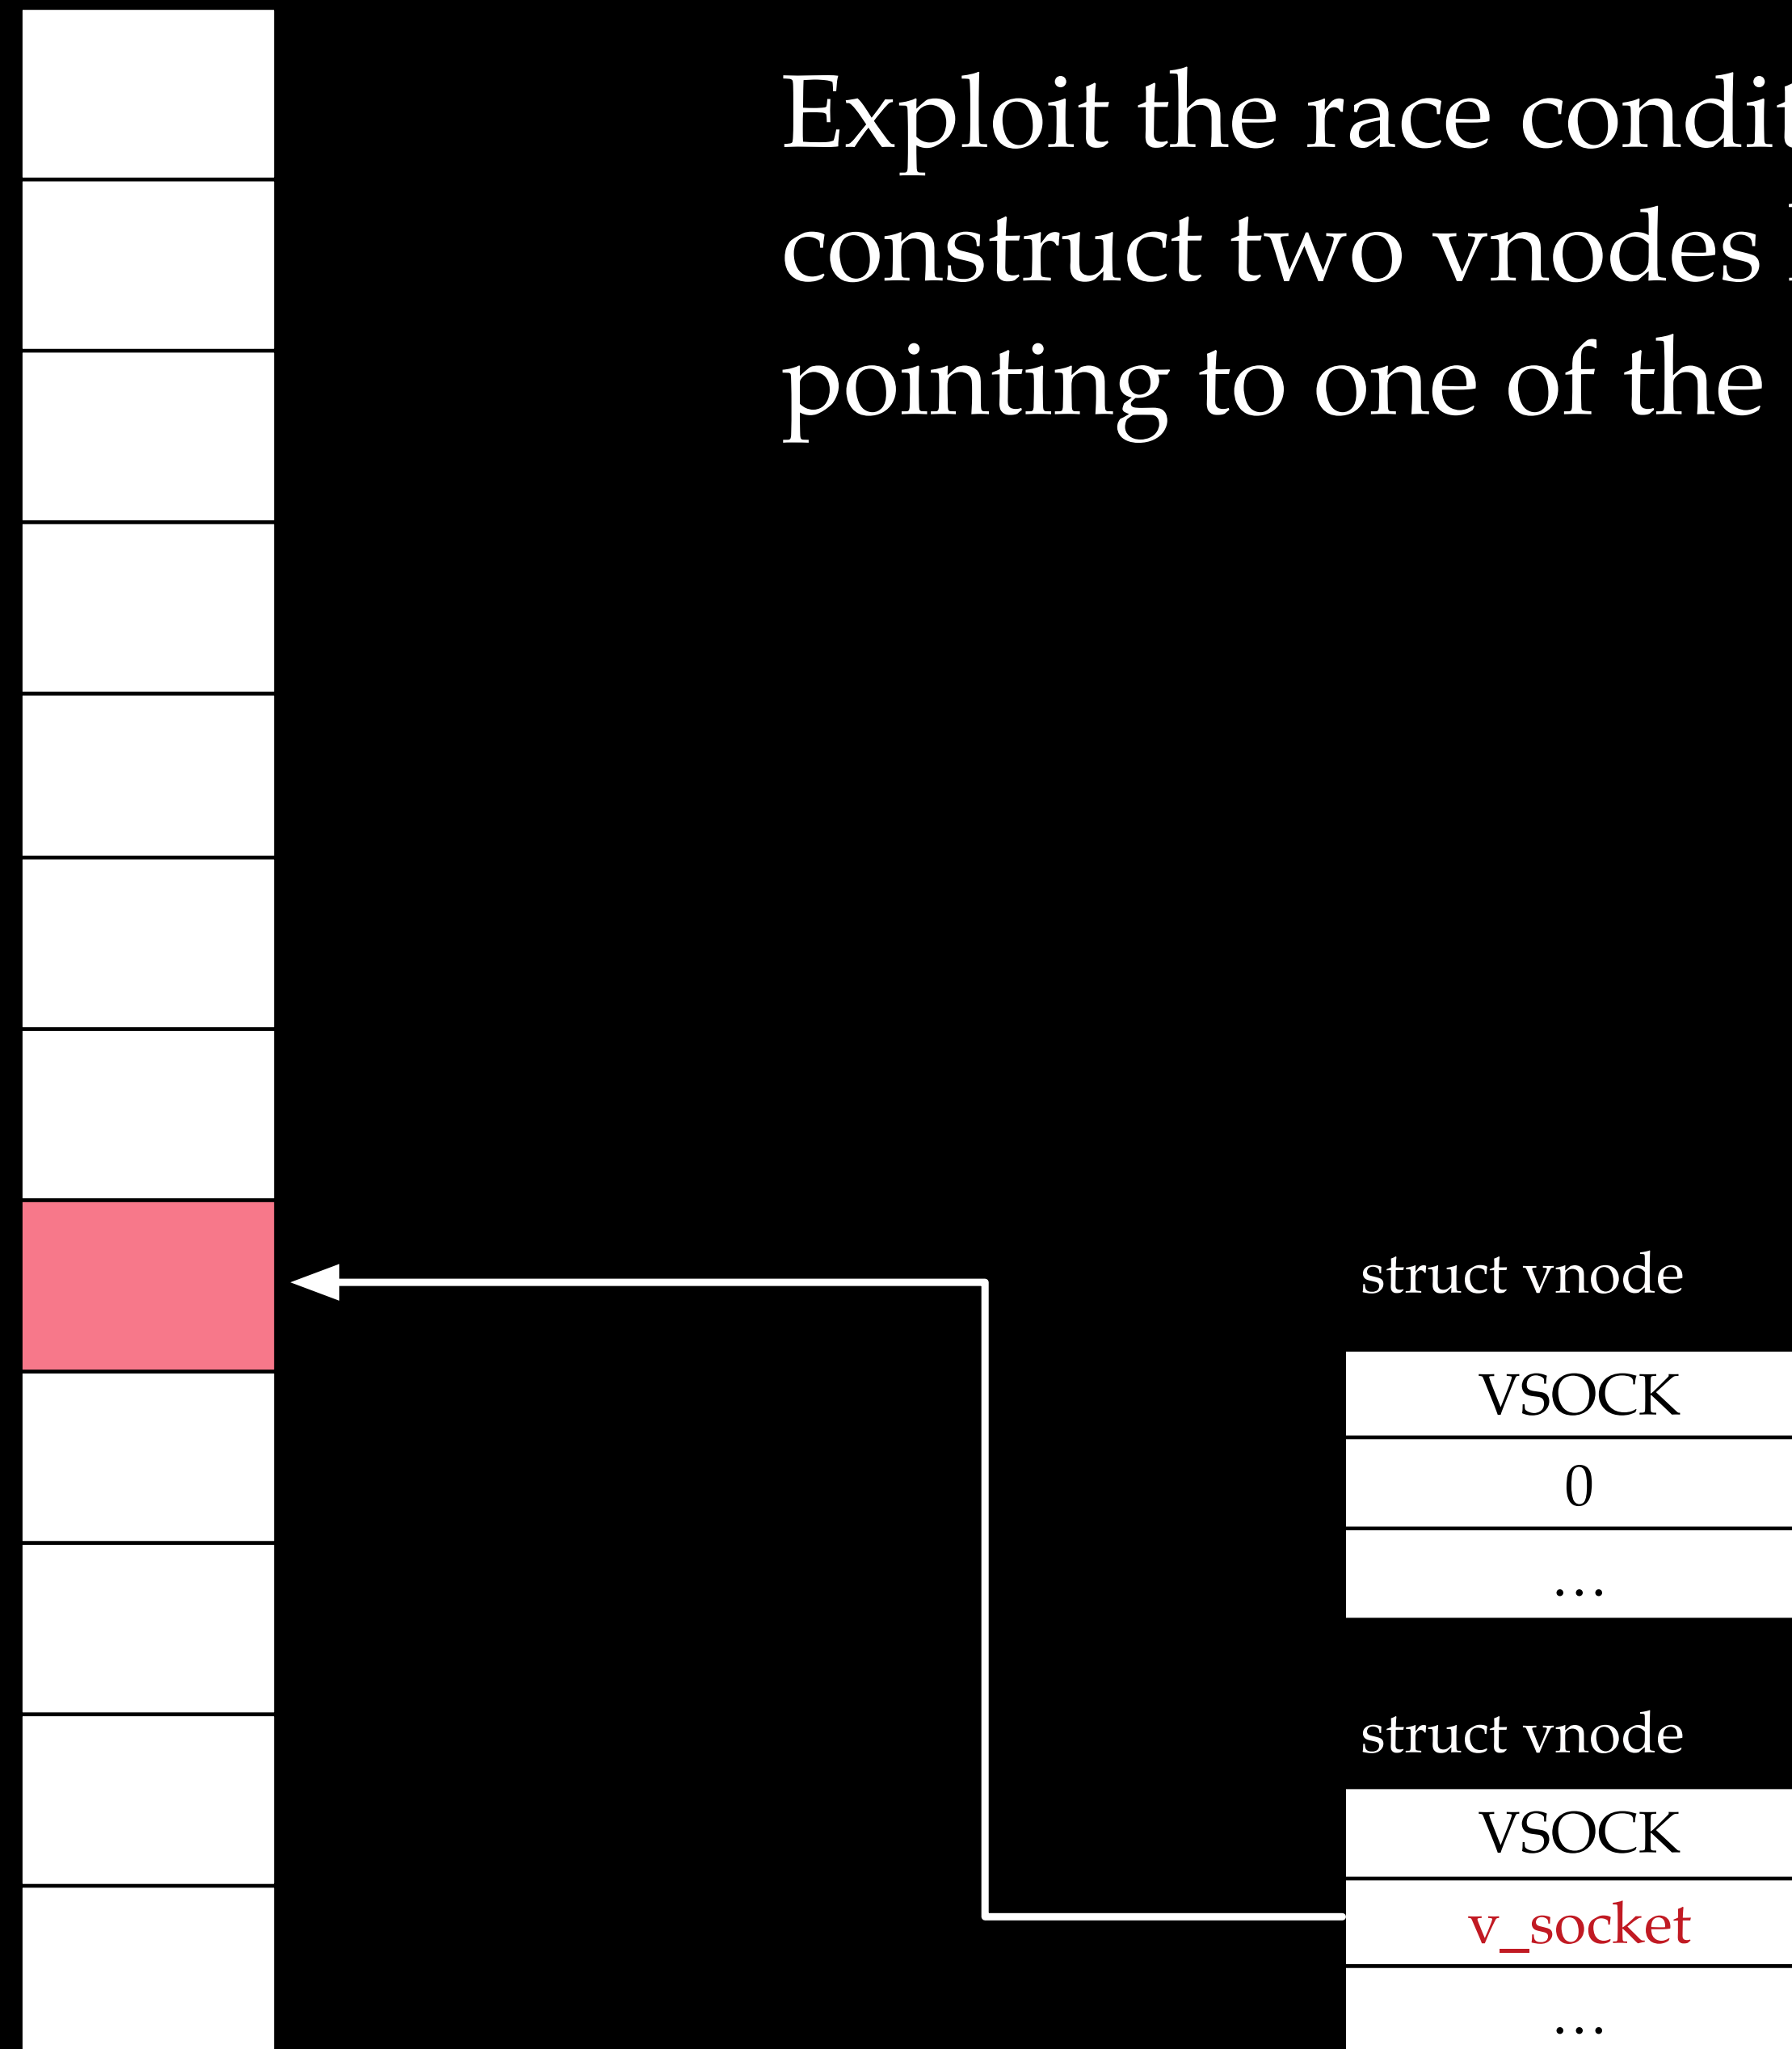 Exploit the race
construct two vnodes
pointing to one of the
struct vnode
VSOCK
0
...
struct vnode
VSOCK
v_socket
...